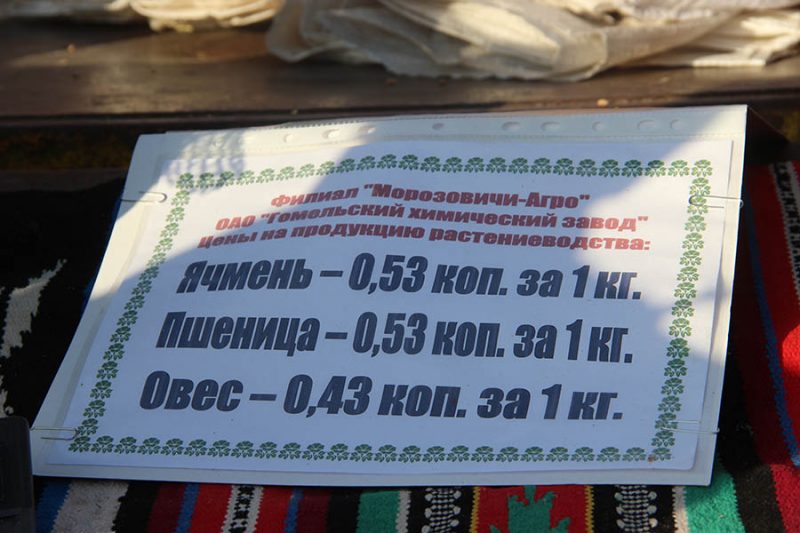 Филиал "Морозовичи-Агро"
ОАО "Гомельский химический завод"
цены на продукцию растениеводства:
Ячмень – 0,53 коп. за 1 кг.
Пшеница – 0,53 коп. за 1 кг.
Овес – 0,43 коп. за 1 кг.